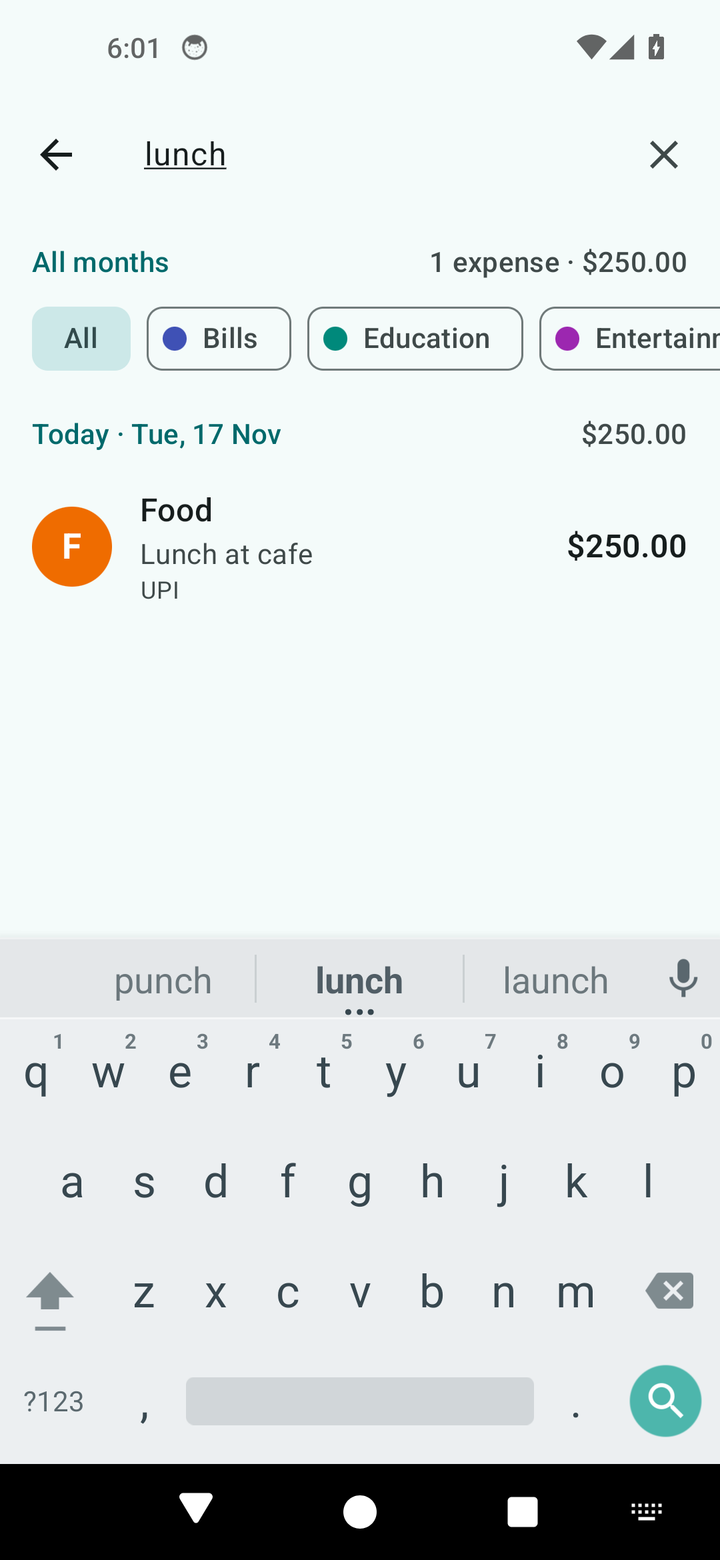 6:01
lunch
All months 1 expense · $250.00
All Bills Education Entertainm
Today · Tue, 17 Nov $250.00
F Food
Lunch at cafe $250.00
UPI
punch lunch launch
1 2 3 4 5 6 7 8 9 0
q w e r t y u i o p
a s d f g h j k l
z x c v b n m
?123 , .